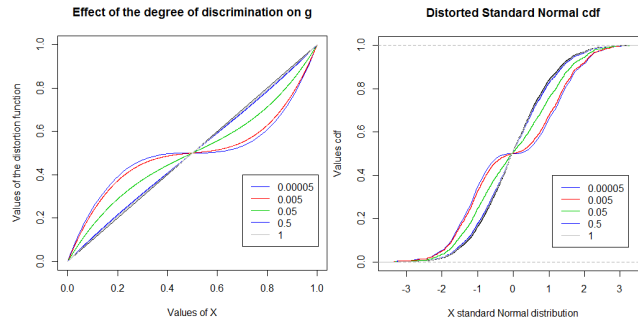 Effect of the degree of discrimination on g
Values of the distortiom function
1.0
0.8
0.6
0.4
0.2
0.0
0.00005
0.005
0.05
0.5
1
0.0 0.2 0.4 0.6 0.8 1.0
Values of X
Distorted Standard Normal cdf
Values cdf
1.0
0.8
0.6
0.4
0.2
0.0
0.00005
0.005
0.05
0.5
1
-3 -2 -1 0 1 2 3
X standard Normal distribution